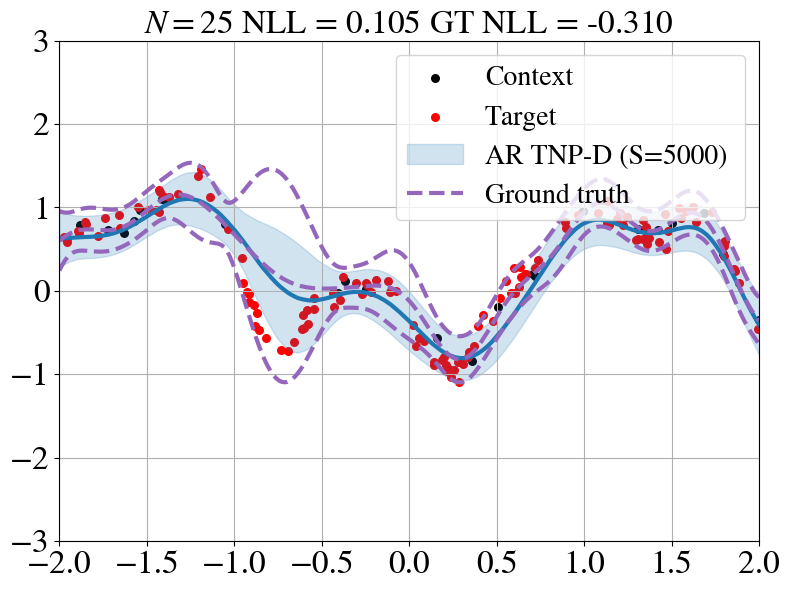 N = 25 NLL = 0.105 GT NLL = -0.310
3
2
1
0
−1
−2
−3
Context
Target
AR TNP-D (S=5000)
Ground truth
−2.0 −1.5 −1.0 −0.5 0.0 0.5 1.0 1.5 2.0